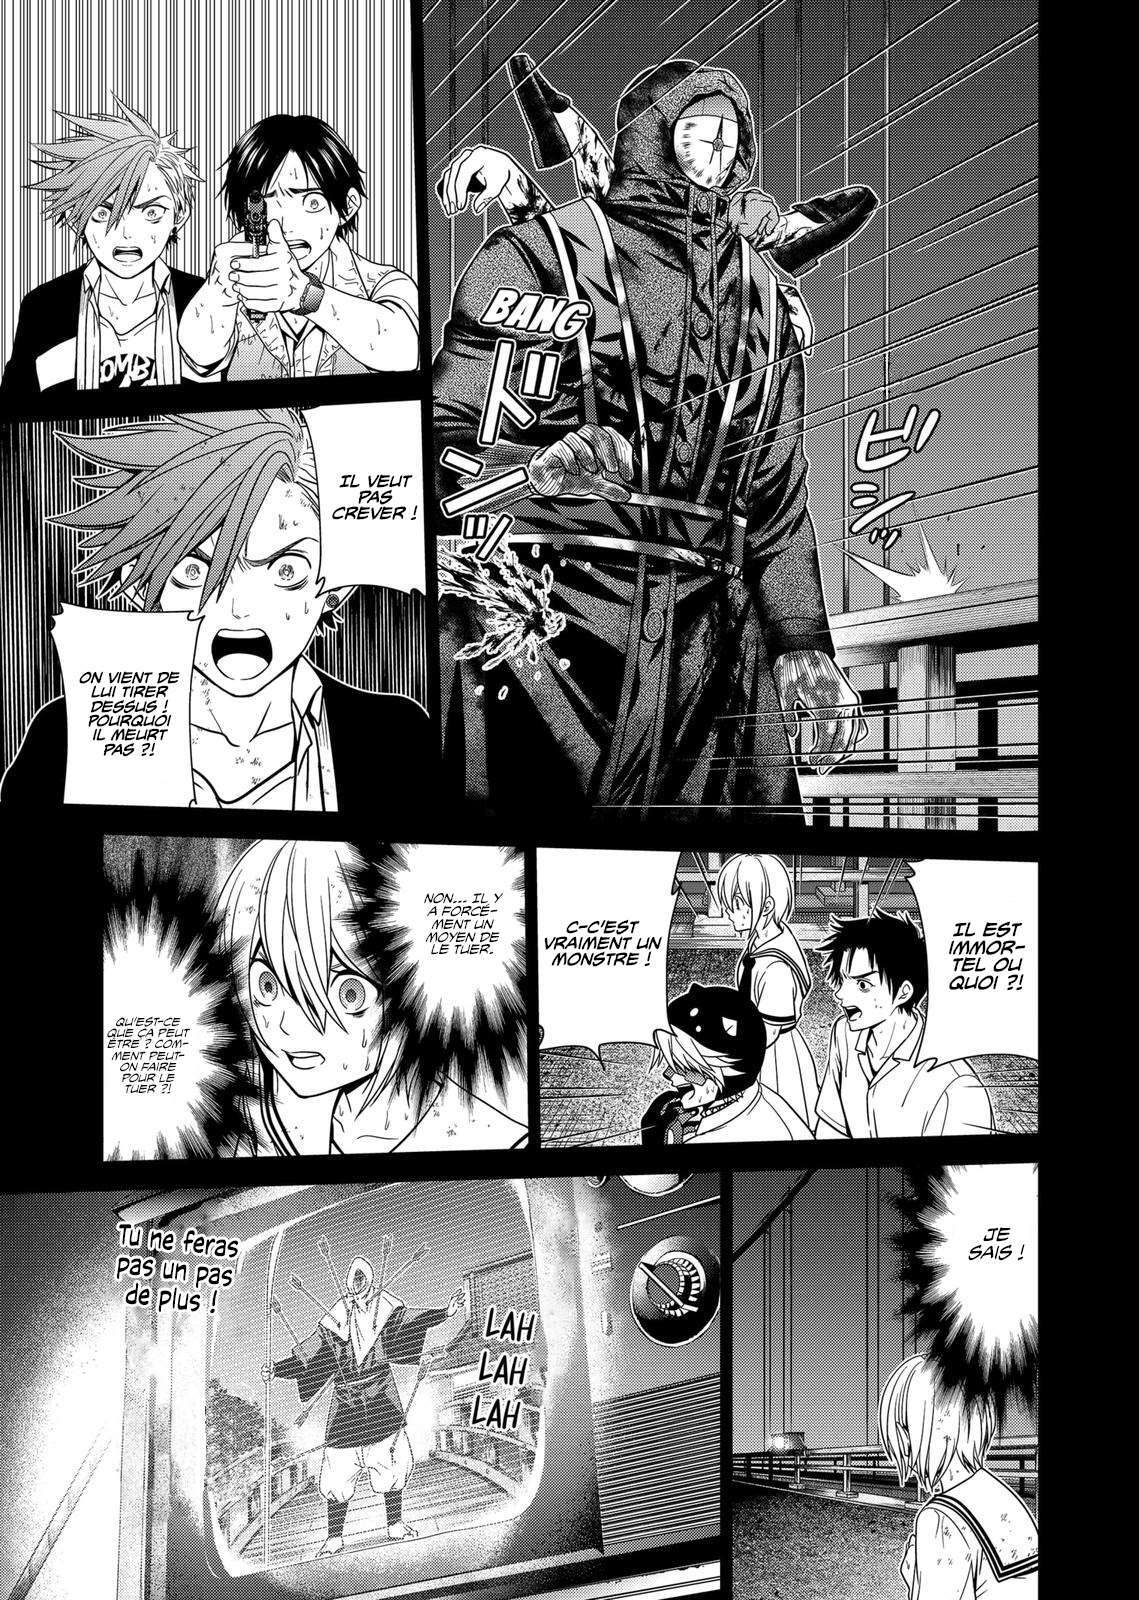 BANG
ドンッ
ビシッ
OMB
IL VEUT
PAS
CREVER !
ON VIENT DE
LUI TIRER
DESSUS !
POURQUOI
IL MEURT
PAS ?!
IL EST
IMMOR-
TEL OU
QUOI ?!
C-C'EST
VRAIMENT UN
MONSTRE !
NON... IL Y
A FORCÉ-
MENT UN
MOYEN DE
LE TUER.
QU'EST-CE
QUE ÇA PEUT
ÊTRE ? COM-
MENT PEUT-
ON FAIRE
POUR LE
TUER ?!
JE
SAIS !
Tu ne feras
pas un pas
de plus !
LAH
LAH
LAH